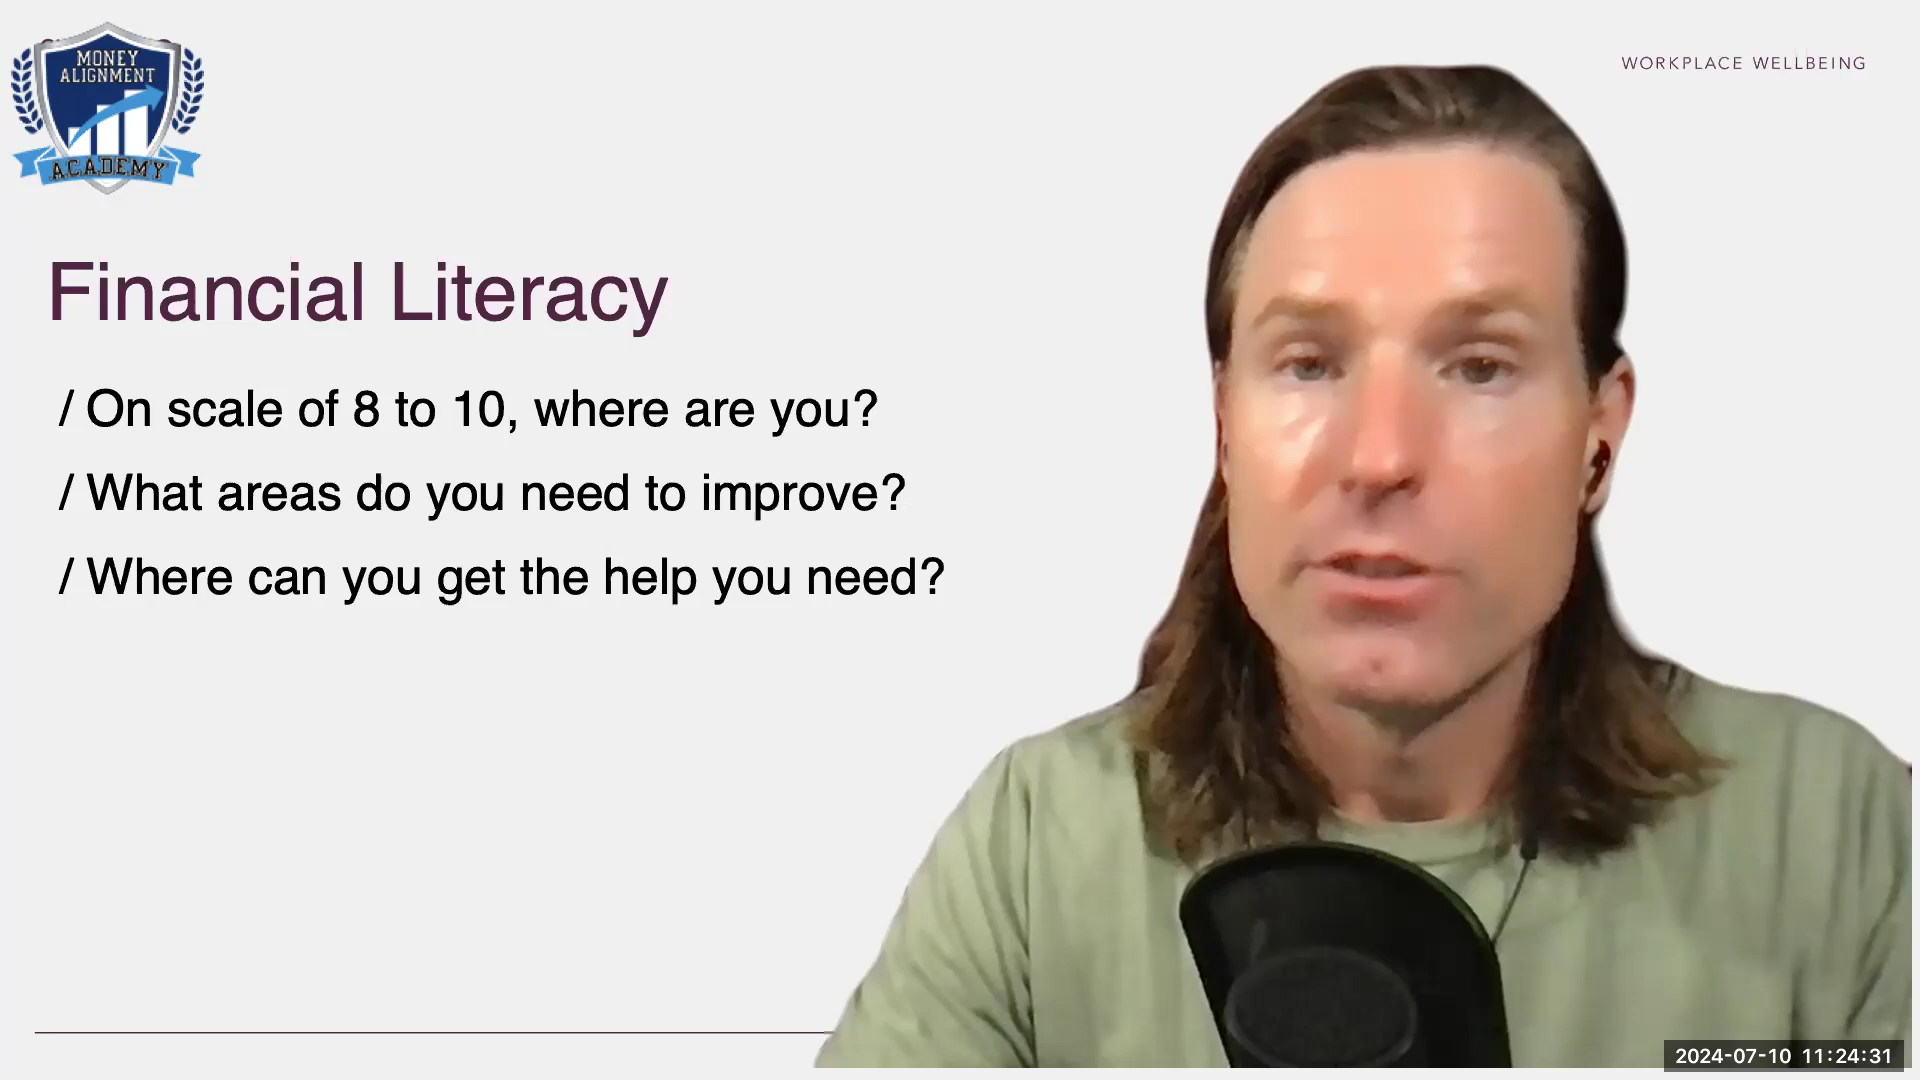 MONEY
ALIGNMENT
ACADEMY
WORKPLACE WELLBEING
Financial Literacy
/ On scale of 8 to 10, where are you?
/ What areas do you need to improve?
/ Where can you get the help you need?
2024-07-10 11:24:31